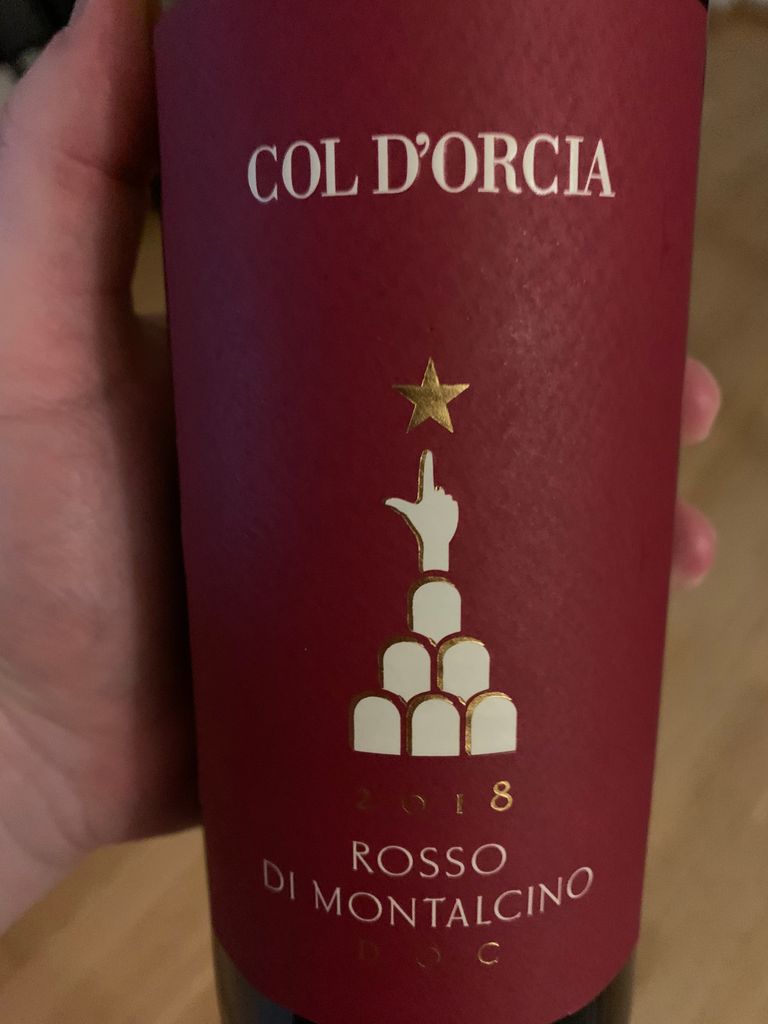 COL D'ORCIA
2018
ROSSO
DI MONTALCINO
DOC